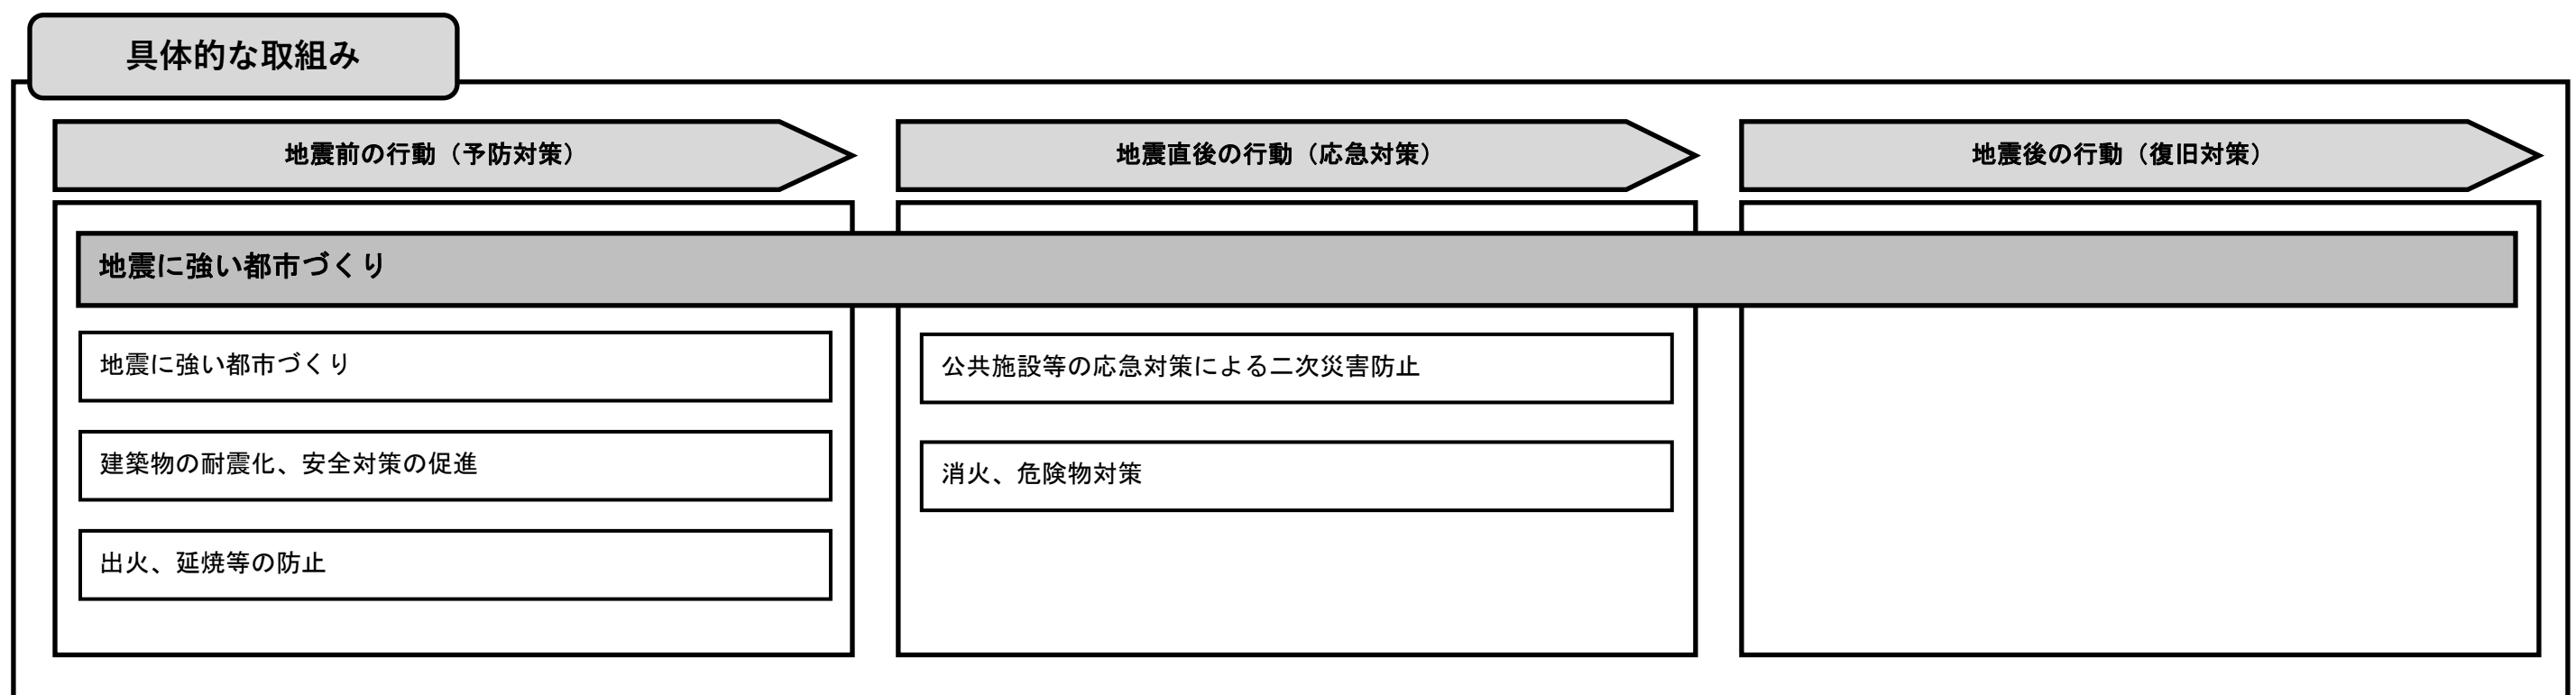 具体的な取組み
地震前の行動（予防対策）
地震直後の行動（応急対策）
地震後の行動（復旧対策）
地震に強い都市づくり
地震に強い都市づくり
建築物の耐震化、安全対策の促進
出火、延焼等の防止
公共施設等の応急対策による二次災害防止
消火、危険物対策